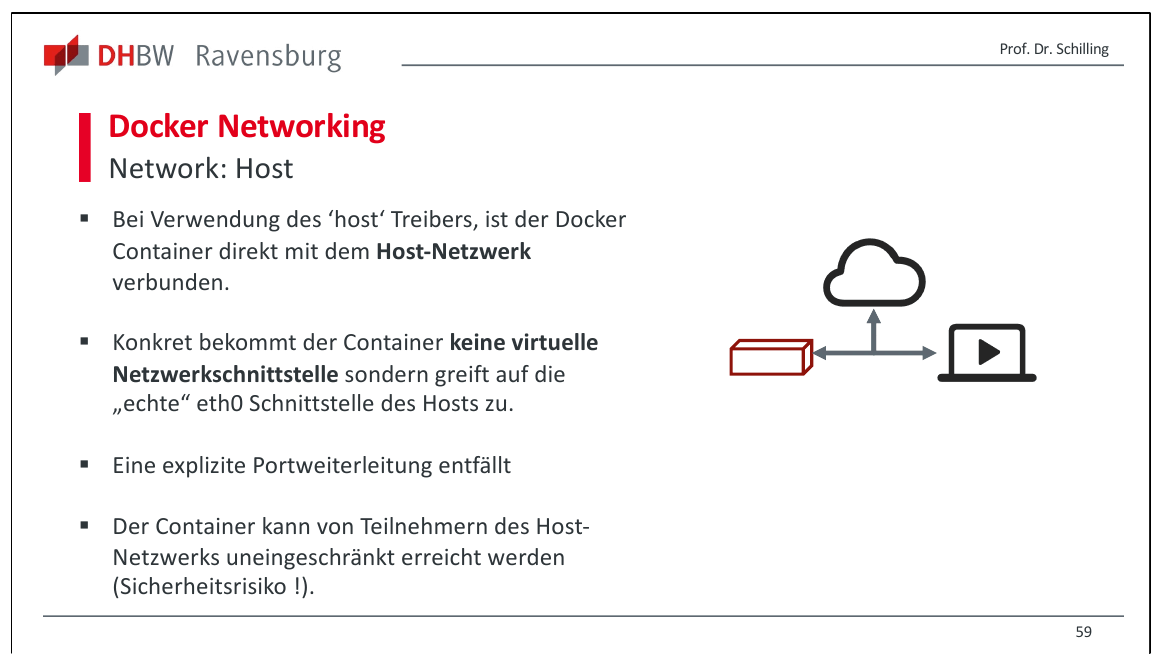 DHBW Ravensburg
Prof. Dr. Schilling
Docker Networking
Network: Host
▪ Bei Verwendung des ‘host‘ Treibers, ist der Docker
Container direkt mit dem Host-Netzwerk
verbunden.
▪ Konkret bekommt der Container keine virtuelle
Netzwerkschnittstelle sondern greift auf die
„echte“ eth0 Schnittstelle des Hosts zu.
▪ Eine explizite Portweiterleitung entfällt
▪ Der Container kann von Teilnehmern des Host-
Netzwerks uneingeschränkt erreicht werden
(Sicherheitsrisiko !).
59